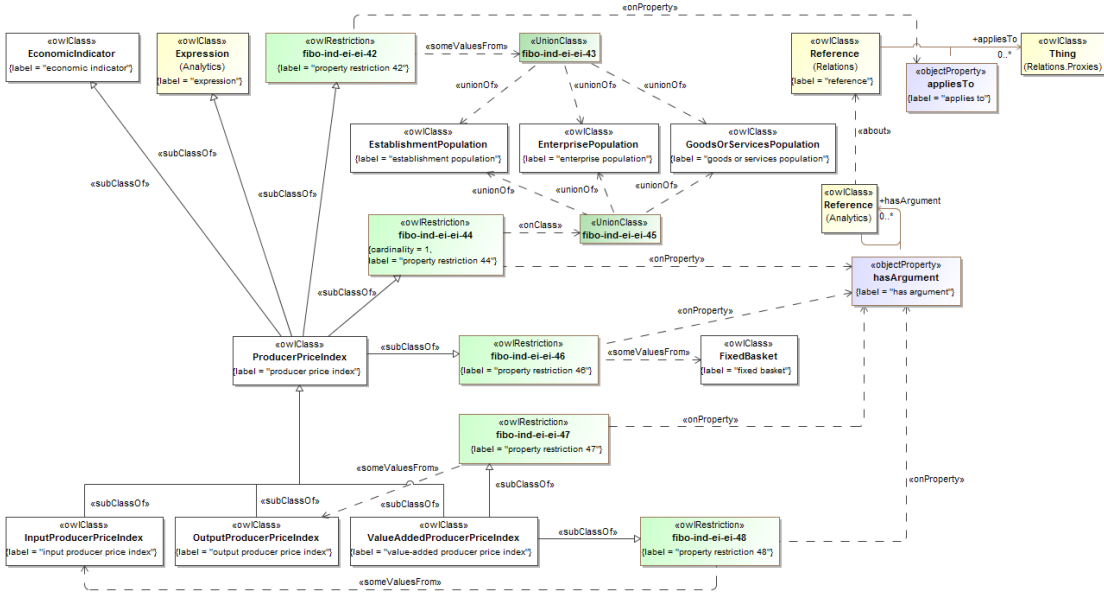 «onProperty»
«owlClass»
EconomicIndicator
{label = "economic indicator"}
«owlClass»
Expression
(Analytics)
{label = "expression"}
«owlRestriction»
fibo-ind-ei-ei-42
{label = "property restriction 42"}
«someValuesFrom»
«UnionClass»
fibo-ind-ei-ei-43
«owlClass»
Reference
(Relations)
{label = "reference"}
+appliesTo
0..*
«owlClass»
Thing
(Relations.Proxies)
«objectProperty»
appliesTo
{label = "applies to"}
«unionOf»
«unionOf»
«unionOf»
«about»
«owlClass»
EstablishmentPopulation
{label = "establishment population"}
«owlClass»
EnterprisePopulation
{label = "enterprise population"}
«owlClass»
GoodsOrServicesPopulation
{label = "goods or services population"}
«subClassOf»
«subClassOf»
«subClassOf»
«unionOf»
«unionOf»
«unionOf»
«owlClass»
Reference
(Analytics)
+hasArgument
0..*
«owlRestriction»
fibo-ind-ei-ei-44
{cardinality = 1,
label = "property restriction 44"}
«onClass»
«UnionClass»
fibo-ind-ei-ei-45
«onProperty»
«objectProperty»
hasArgument
{label = "has argument"}
«subClassOf»
«onProperty»
«owlClass»
ProducerPriceIndex
{label = "producer price index"}
«subClassOf»
«owlRestriction»
fibo-ind-ei-ei-46
{label = "property restriction 46"}
«someValuesFrom»
«owlClass»
FixedBasket
{label = "fixed basket"}
«owlRestriction»
fibo-ind-ei-ei-47
{label = "property restriction 47"}
«onProperty»
«someValuesFrom»
«subClassOf»
«onProperty»
«subClassOf»
«subClassOf»
«subClassOf»
«owlClass»
InputProducerPriceIndex
{label = "input producer price index"}
«owlClass»
OutputProducerPriceIndex
{label = "output producer price index"}
«owlClass»
ValueAddedProducerPriceIndex
{label = "value-added producer price index"}
«subClassOf»
«owlRestriction»
fibo-ind-ei-ei-48
{label = "property restriction 48"}
«someValuesFrom»